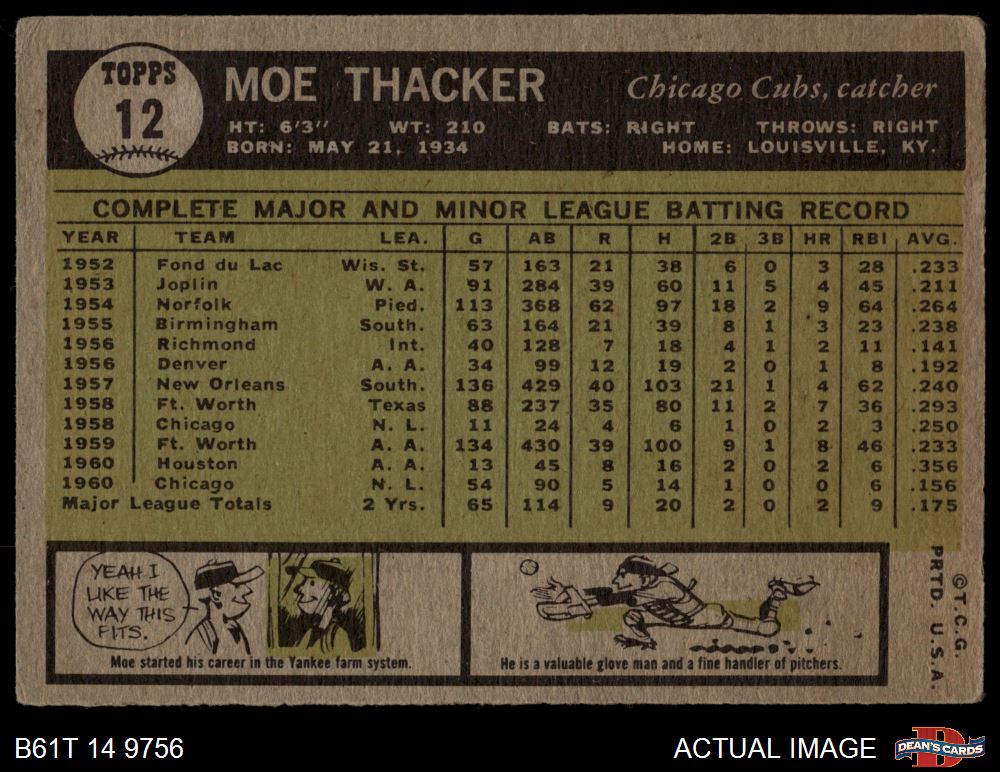 TOPPS
12
MOE THACKER
Chicago Cubs, catcher
HT: 6'3" WT: 210 BATS: RIGHT THROWS: RIGHT
BORN: MAY 21, 1934 HOME: LOUISVILLE, KY.
COMPLETE MAJOR AND MINOR LEAGUE BATTING RECORD
YEAR TEAM LEA. G AB R H 2B 3B HR RBI AVG.
1952 Fond du Lac Wis. St. 57 163 21 38 6 0 3 28 .233
1953 Joplin W. A. 91 284 39 60 11 5 4 45 .211
1954 Norfolk Pied. 113 368 62 97 18 2 9 64 .264
1955 Birmingham South. 63 164 21 39 8 1 3 23 .238
1956 Richmond Int. 40 128 7 18 4 1 2 11 .141
1956 Denver A. A. 34 99 12 19 2 0 1 8 .192
1957 New Orleans South. 136 429 40 103 21 1 4 62 .240
1958 Ft. Worth Texas 88 237 35 80 11 2 7 36 .293
1958 Chicago N. L. 11 24 4 6 1 0 2 3 .250
1959 Ft. Worth A. A. 134 430 39 100 9 1 8 46 .233
1960 Houston A. A. 13 45 8 16 2 0 2 6 .356
1960 Chicago N. L. 54 90 5 14 1 0 0 6 .156
Major League Totals 2 Yrs. 65 114 9 20 2 0 2 9 .175
YEAH I
LIKE THE
WAY THIS
FITS.
Moe started his career in the Yankee farm system.
He is a valuable glove man and a fine handler of pitchers.
©T.C.G.
PRTD. U.S.A.
B61T 14 9756
ACTUAL IMAGE
DEAN'S CARDS